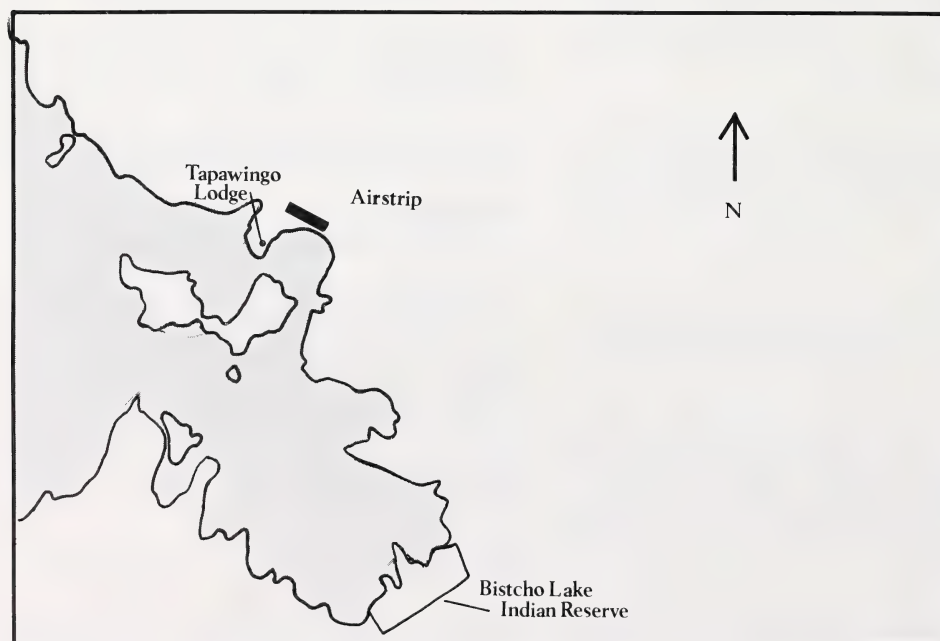 Tapawingo
Lodge
Airstrip
N
Bistcho Lake
Indian Reserve